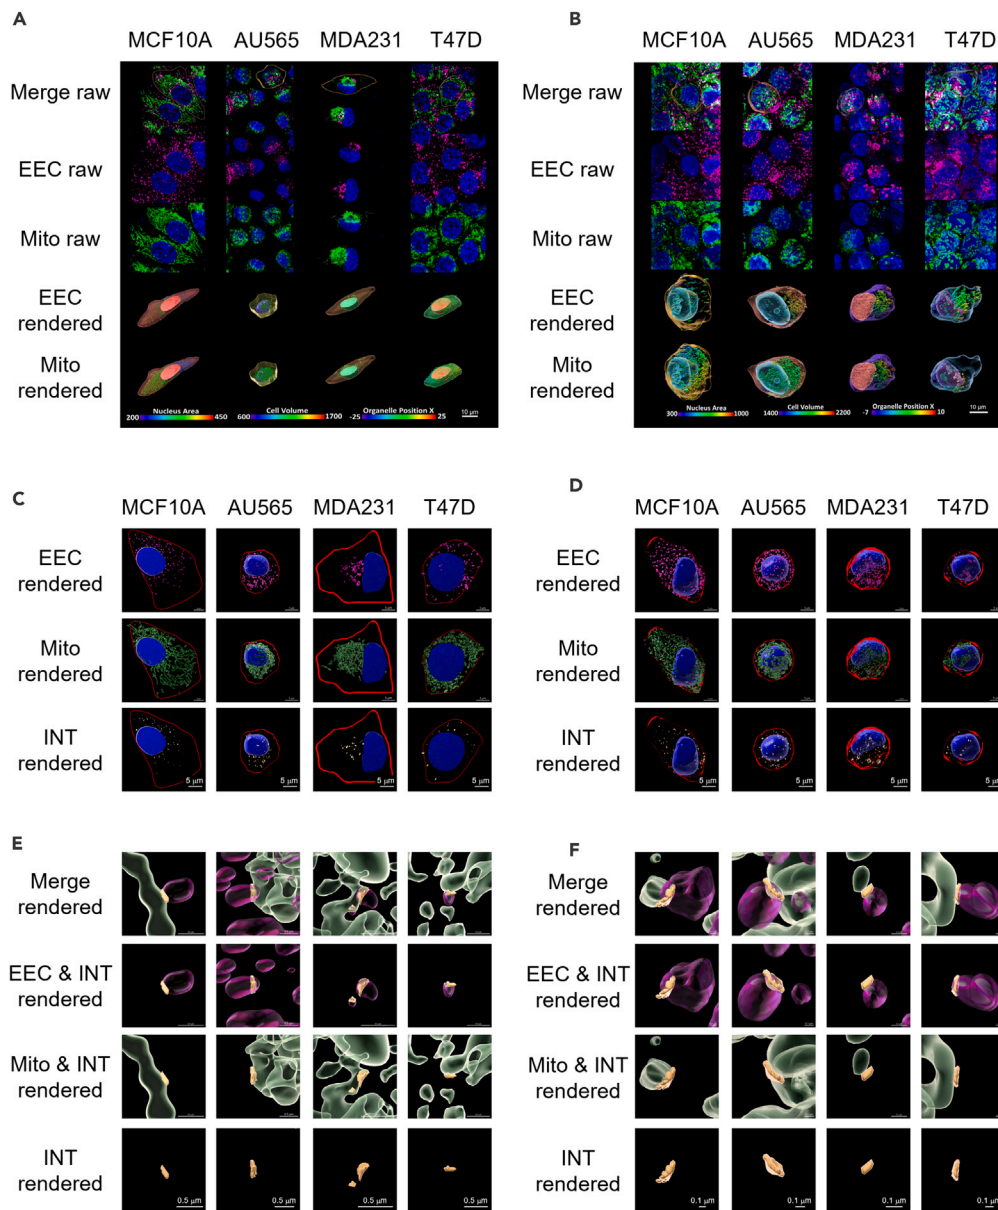 A
MCF10A AU565 MDA231 T47D
Merge raw
EEC raw
Mito raw
EEC
rendered
Mito
rendered
Nucleus Area Cell Volume Organelle Position X
200 450 600 1700 -25 25 10 µm
B
MCF10A AU565 MDA231 T47D
Merge raw
EEC raw
Mito raw
EEC
rendered
Mito
rendered
Nucleus Area Cell Volume Organelle Position X
300 1000 1400 2200 -7 10 10 µm
C
MCF10A AU565 MDA231 T47D
EEC
rendered
Mito
rendered
INT
rendered
5 µm 5 µm 5 µm 5 µm
D
MCF10A AU565 MDA231 T47D
EEC
rendered
Mito
rendered
INT
rendered
5 µm 5 µm 5 µm 5 µm
E
Merge
rendered
EEC & INT
rendered
Mito & INT
rendered
INT
rendered
0.5 µm 0.5 µm 0.5 µm 0.5 µm
F
Merge
rendered
EEC & INT
rendered
Mito & INT
rendered
INT
rendered
0.1 µm 0.1 µm 0.1 µm 0.1 µm